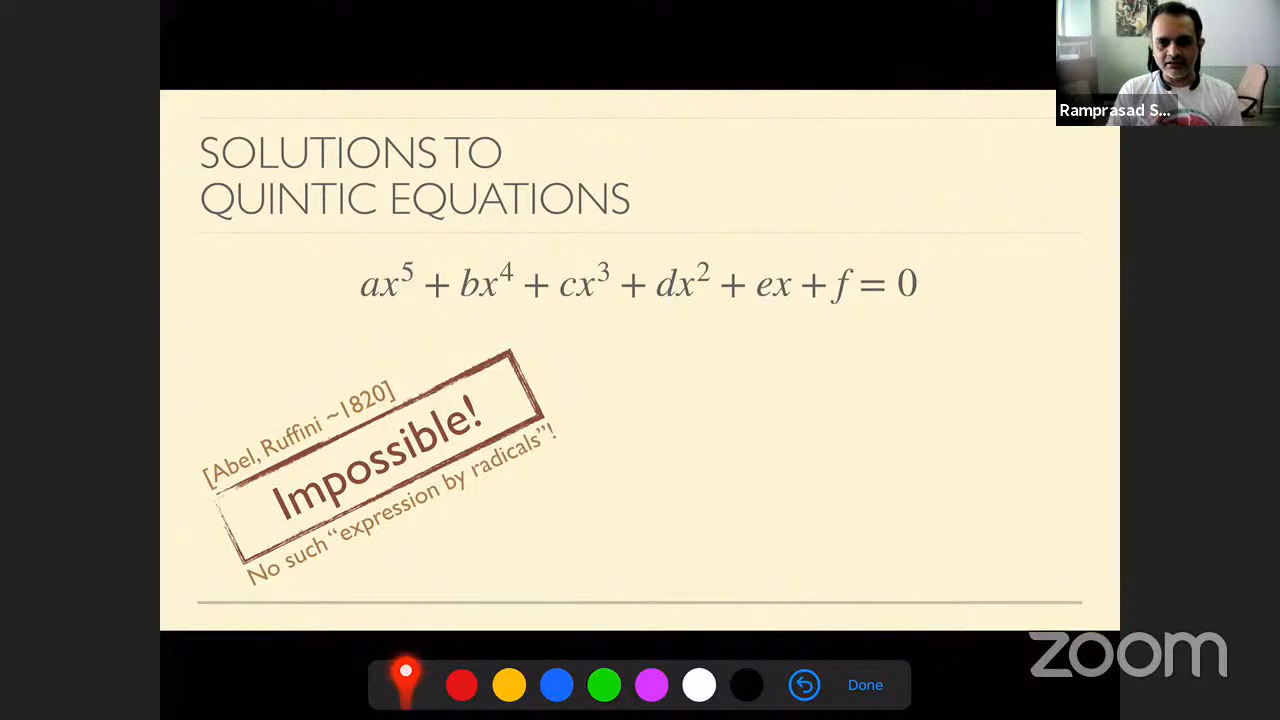 Ramprasad S...
SOLUTIONS TO
QUINTIC EQUATIONS
ax⁵ + bx⁴ + cx³ + dx² + ex + f = 0
[Abel, Ruffini ~1820]
Impossible!
No such “expression by radicals”!
zoom
Done